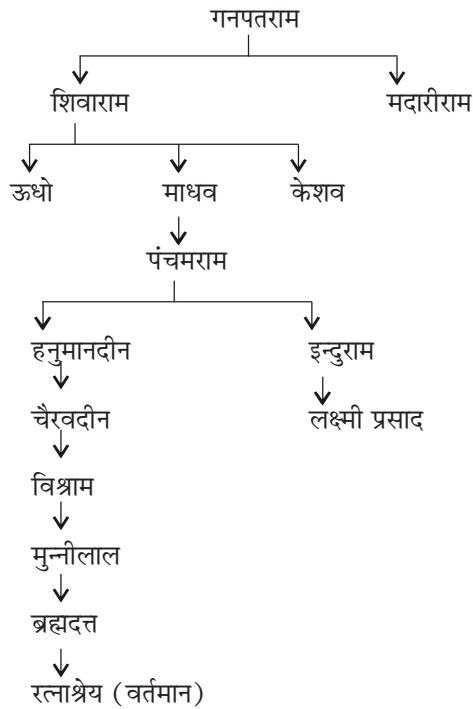 गनपतराम
शिवाराम मदारीराम
ऊधो माधव केशव
पंचमराम
हनुमानदीन इन्दुराम
चैरवदीन लक्ष्मी प्रसाद
विश्राम
मुन्नीलाल
ब्रह्मदत्त
रत्नाश्रेय (वर्तमान)